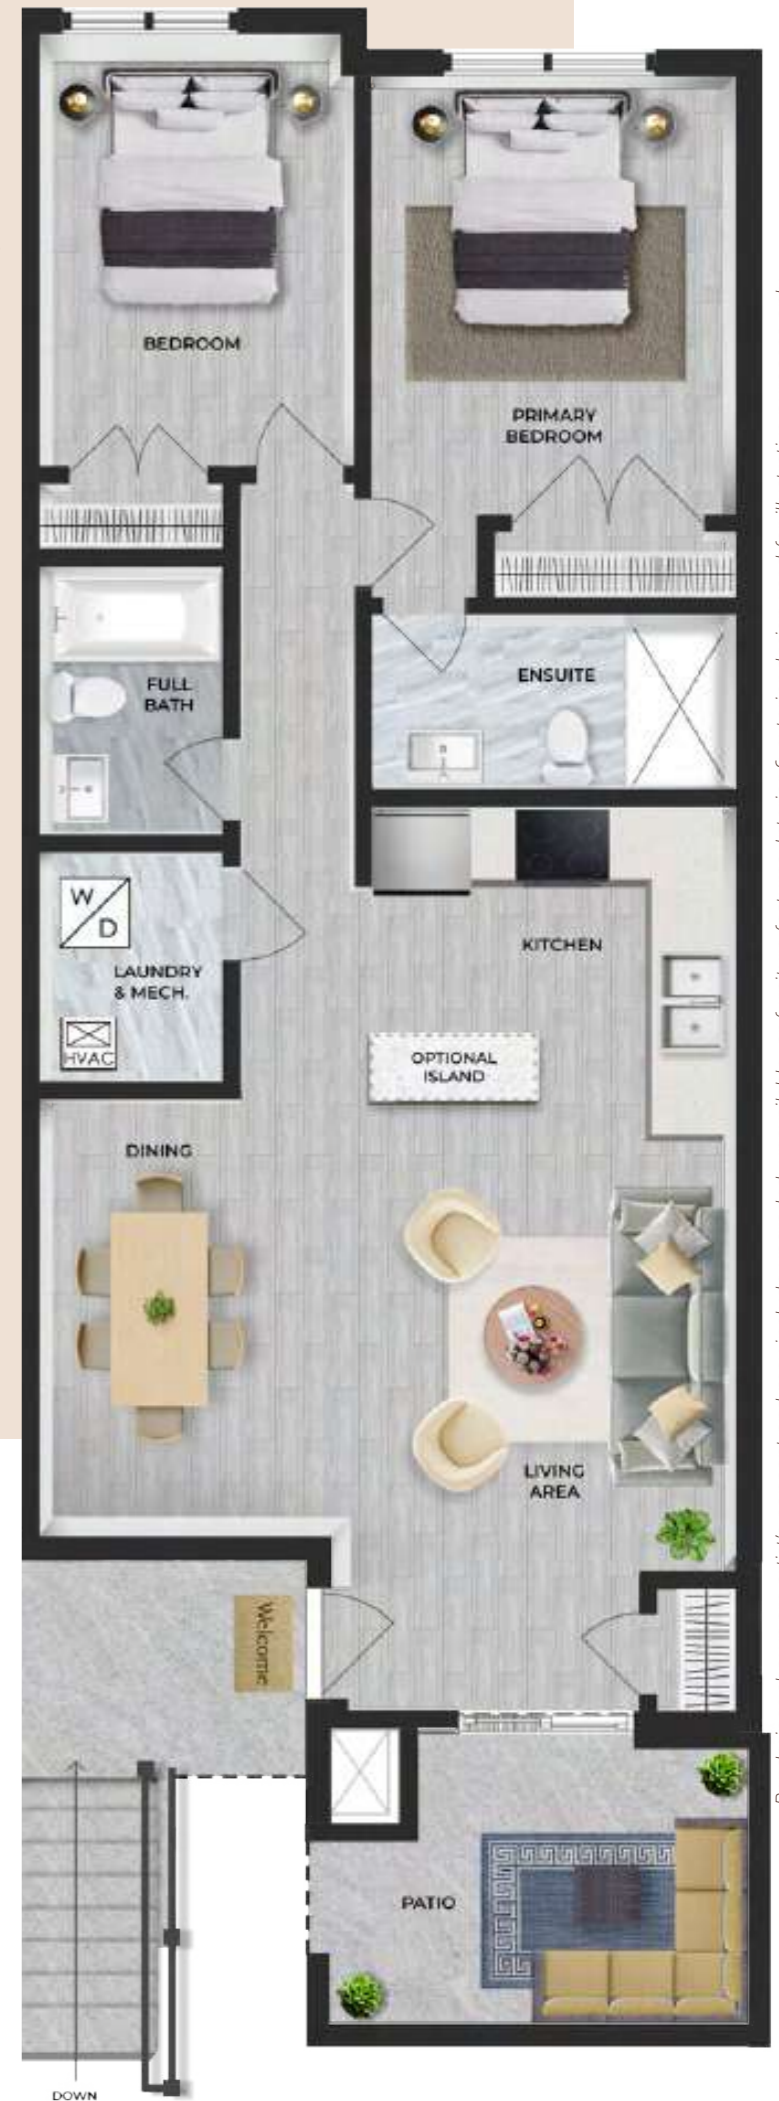 BEDROOM
PRIMARY
BEDROOM
FULL
BATH
ENSUITE
W
D
LAUNDRY
& MECH.
HVAC
KITCHEN
OPTIONAL
ISLAND
DINING
LIVING
AREA
Welcome
PATIO
DOWN